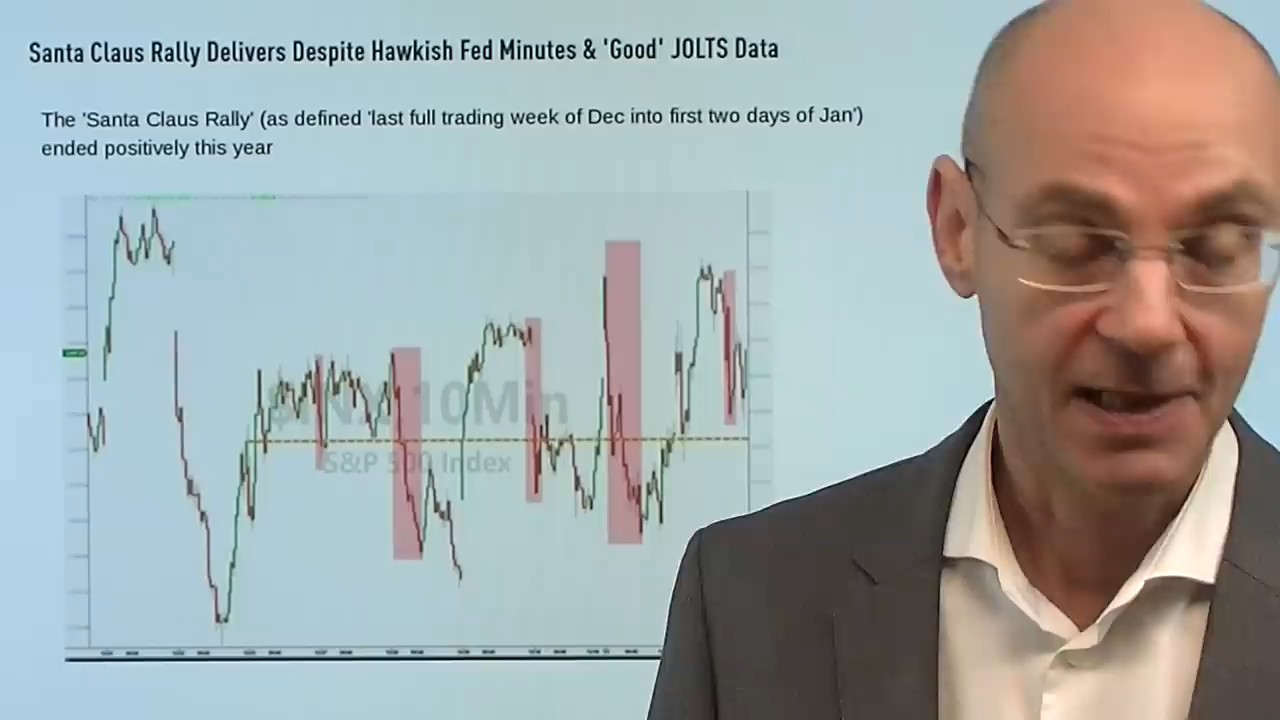 Santa Claus Rally Delivers Despite Hawkish Fed Minutes & 'Good' JOLTS Data
The 'Santa Claus Rally' (as defined 'last full trading week of Dec into first two days of Jan')
ended positively this year
10Min
S&P 500 Index